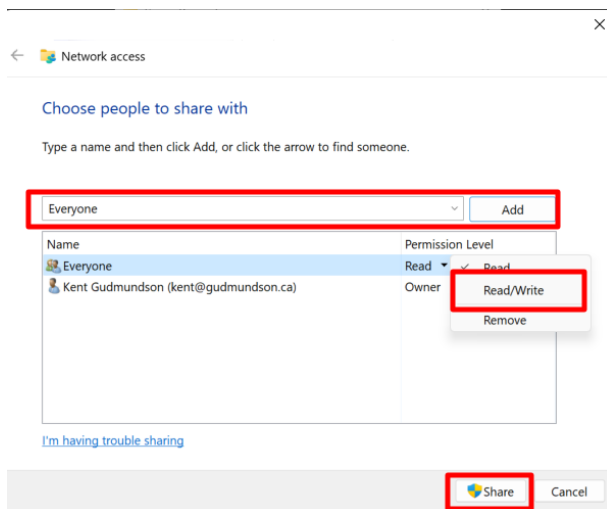 Network access
Choose people to share with
Type a name and then click Add, or click the arrow to find someone.
Everyone Add
Name Permission Level
Everyone Read Read
Kent Gudmundson (kent@gudmundson.ca) Owner Read/Write
Remove
I'm having trouble sharing
Share Cancel